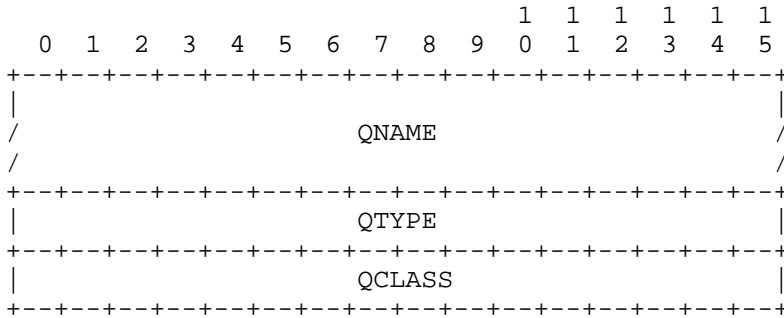 1  1  1  1  1  1
  0  1  2  3  4  5  6  7  8  9  0  1  2  3  4  5
+--+--+--+--+--+--+--+--+--+--+--+--+--+--+--+--+
|                                               |
/                     QNAME                     /
/                                               /
+--+--+--+--+--+--+--+--+--+--+--+--+--+--+--+--+
|                     QTYPE                     |
+--+--+--+--+--+--+--+--+--+--+--+--+--+--+--+--+
|                     QCLASS                    |
+--+--+--+--+--+--+--+--+--+--+--+--+--+--+--+--+